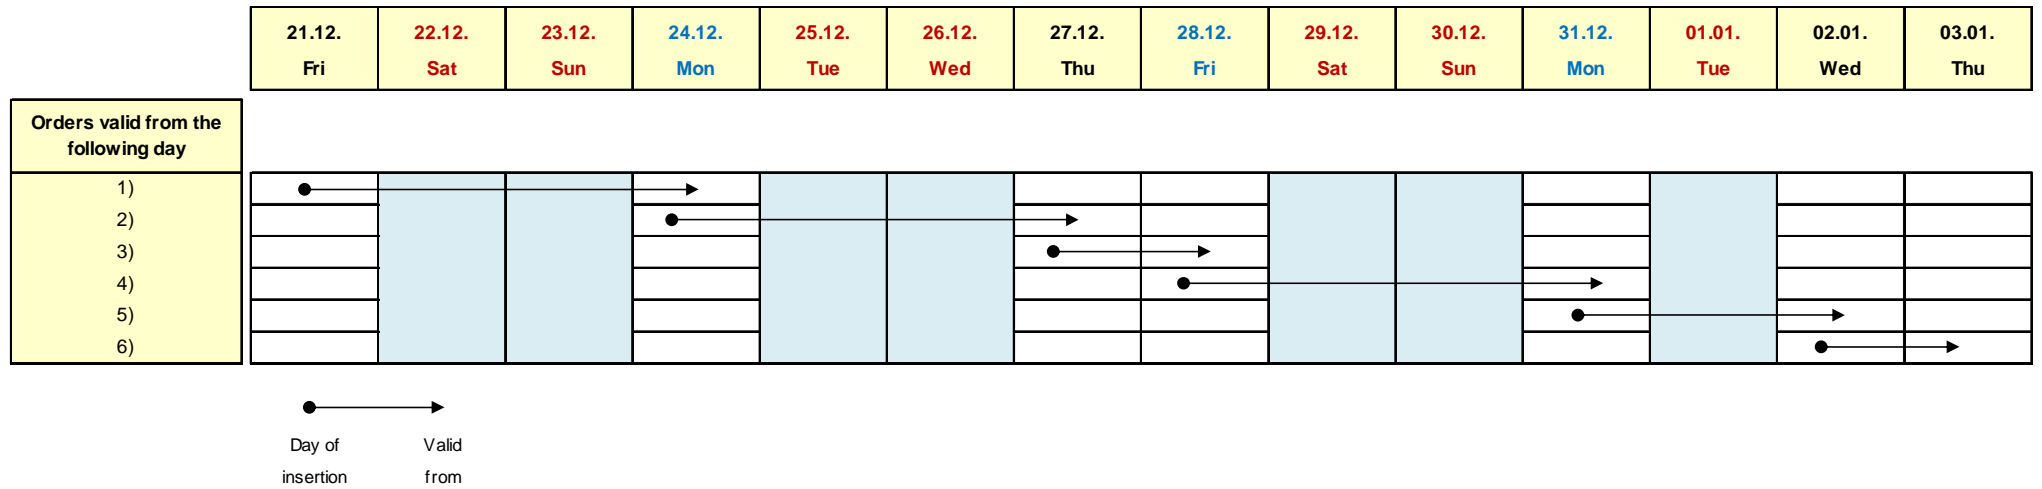 21.12. 22.12. 23.12. 24.12. 25.12. 26.12. 27.12. 28.12. 29.12. 30.12. 31.12. 01.01. 02.01. 03.01.
Fri Sat Sun Mon Tue Wed Thu Fri Sat Sun Mon Tue Wed Thu
Orders valid from the
following day
1)
2)
3)
4)
5)
6)
Day of Valid
insertion from